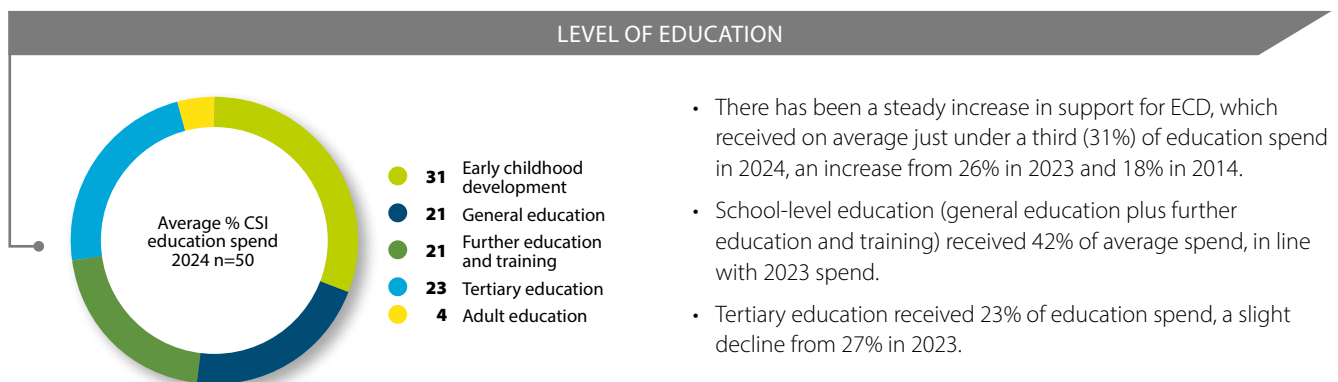 LEVEL OF EDUCATION
Average % CSI
education spend
2024 n=50
31 Early childhood
development
21 General education
21 Further education
and training
23 Tertiary education
4 Adult education
• There has been a steady increase in support for ECD, which
received on average just under a third (31%) of education spend
in 2024, an increase from 26% in 2023 and 18% in 2014.
• School-level education (general education plus further
education and training) received 42% of average spend, in line
with 2023 spend.
• Tertiary education received 23% of education spend, a slight
decline from 27% in 2023.